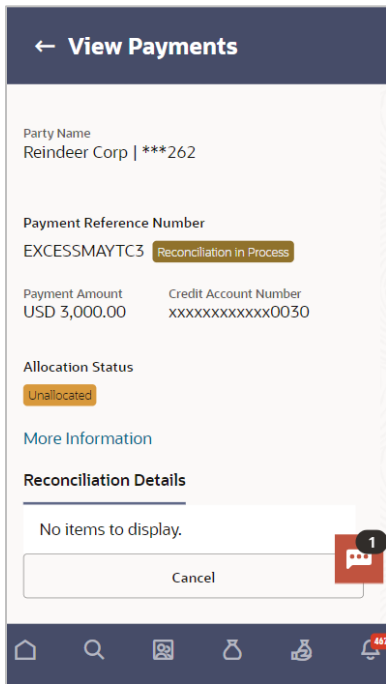 ← View Payments
Party Name
Reindeer Corp | ***262
Payment Reference Number
EXCESSMAYTC3 Reconciliation in Process
Payment Amount Credit Account Number
USD 3,000.00 xxxxxxxxxxxx0030
Allocation Status
Unallocated
More Information
Reconciliation Details
No items to display.
1
Cancel
467